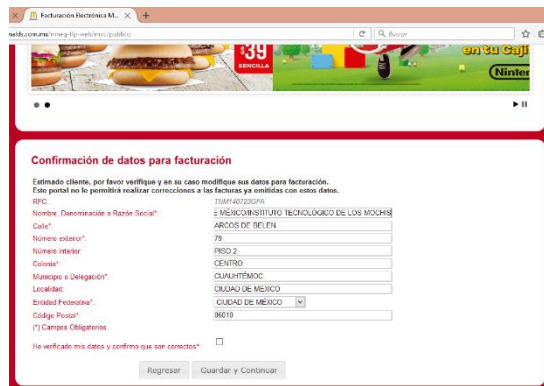 Facturación Electrónica M...
nalds.com.mx/mmeg-tlp-web/mvc/publico
Buscar
$39
SENCILLA
en tu Caji
Ninten
Confirmación de datos para facturación
Estimado cliente, por favor verifique y en su caso modifique sus datos para facturación.
Este portal no le permitirá realizar correcciones a las facturas ya emitidas con estos datos.
RFC: TNM140723GFA
Nombre, Denominación o Razón Social*: E MÉXICO/INSTITUTO TECNOLÓGICO DE LOS MOCHIS
Calle*: ARCOS DE BELEN
Número exterior*: 79
Número interior: PISO 2
Colonia*: CENTRO
Municipio o Delegación*: CUAUHTÉMOC
Localidad: CIUDAD DE MEXICO
Entidad Federativa*: CIUDAD DE MÉXICO
Código Postal*: 06010
(*) Campos Obligatorios.
He verificado mis datos y confirmo que son correctos*:
Regresar Guardar y Continuar